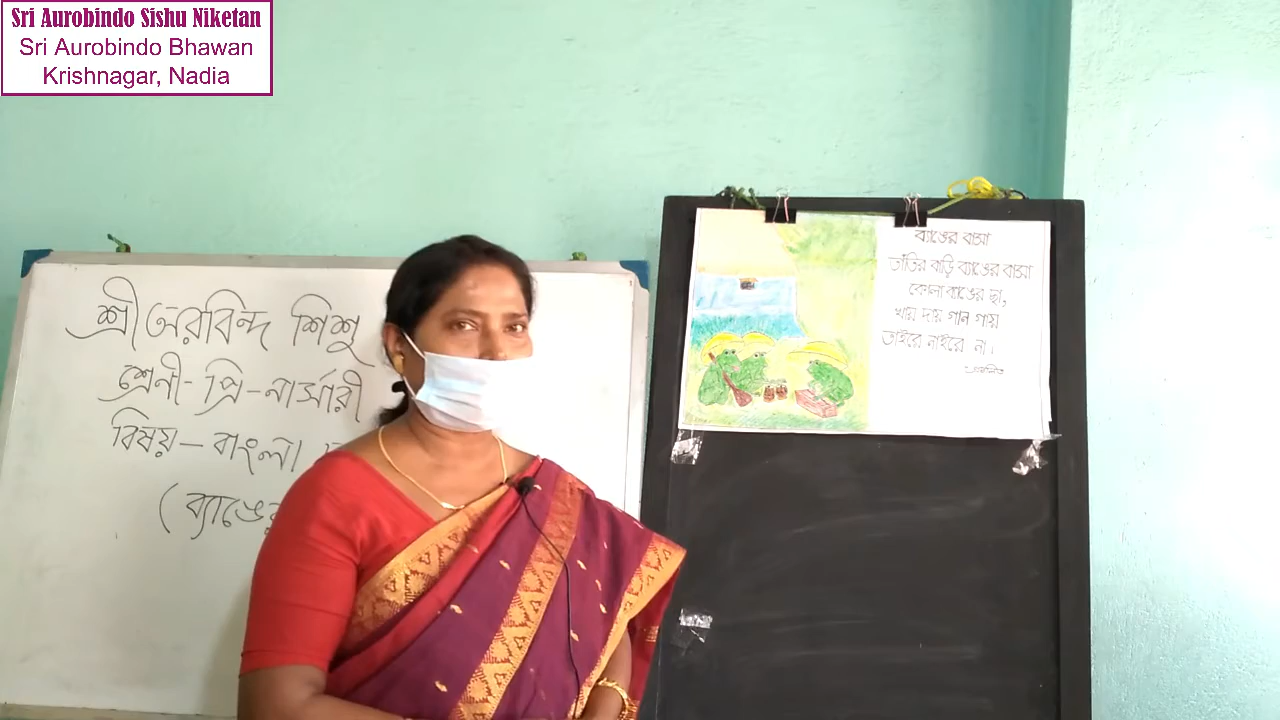 Sri Aurobindo Sishu Niketan
Sri Aurobindo Bhawan
Krishnagar, Nadia
শ্রীঅরবিন্দ শিশু
শ্রেনী- প্রি-নার্সারী
বিষয়- বাংলা
(ব্যাঙের
ব্যাঙের বাসা
তাঁতির বাড়ি ব্যাঙের বাসা
কোলা ব্যাঙের ছা,
খায় দায় গান গায়
তাইরে নাইরে না।